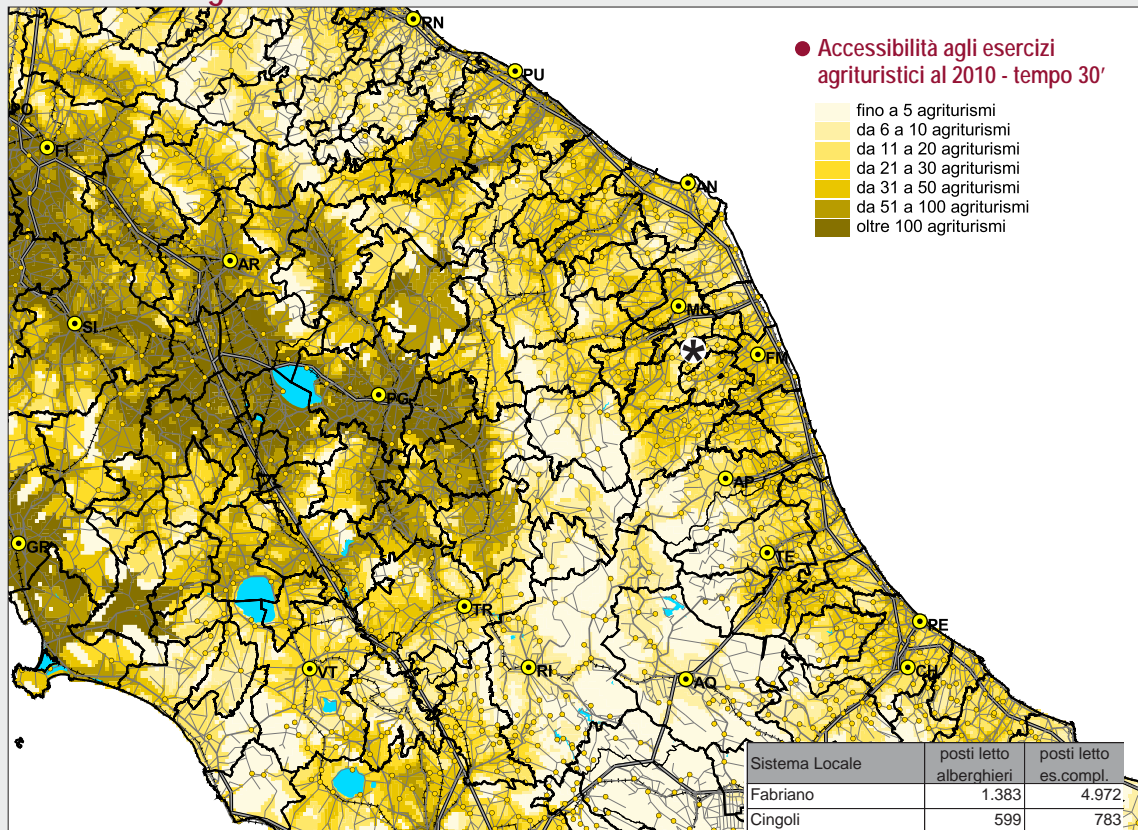 ● Accessibilità agli esercizi
agrituristici al 2010 - tempo 30'
fino a 5 agriturismi
da 6 a 10 agriturismi
da 11 a 20 agriturismi
da 21 a 30 agriturismi
da 31 a 50 agriturismi
da 51 a 100 agriturismi
oltre 100 agriturismi
RN
PU
PO
FI
AN
AR
MC
SI
*
FM
PG
AP
GR
TE
TR
PE
VT
RI
AQ
CH
Sistema Locale posti letto alberghieri posti letto es.compl.
Fabriano 1.383 4.972
Cingoli 599 783